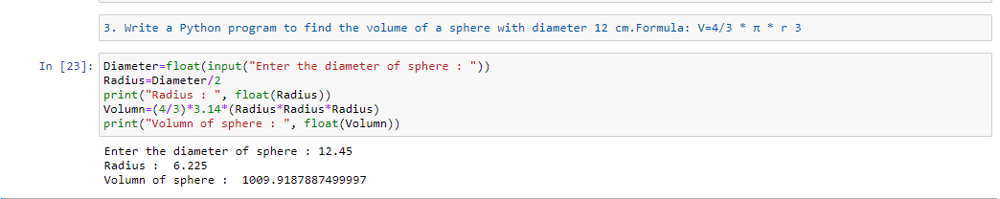 3. Write a Python program to find the volume of a sphere with diameter 12 cm.Formula: V=4/3 * π * r 3
In [23]: Diameter=float(input("Enter the diameter of sphere : "))
Radius=Diameter/2
print("Radius : ", float(Radius))
Volumn=(4/3)*3.14*(Radius*Radius*Radius)
print("Volumn of sphere : ", float(Volumn))
Enter the diameter of sphere : 12.45
Radius :  6.225
Volumn of sphere :  1009.9187887499997